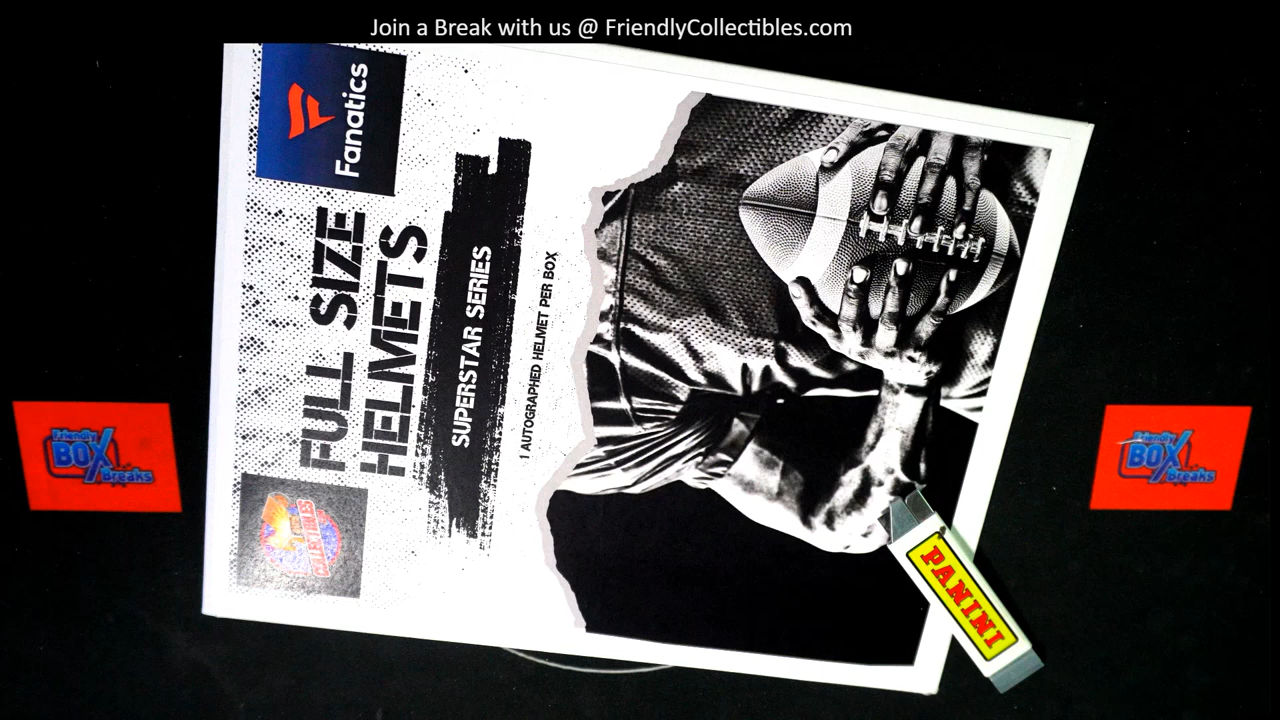 Join a Break with us @ FriendlyCollectibles.com
Fanatics
FULL SIZE
HELMETS
SUPERSTAR SERIES
1 AUTOGRAPHED HELMET PER BOX
COLLECTIBLES
PANINI
Friendly
BOX
Breaks
Friendly
BOX
Breaks